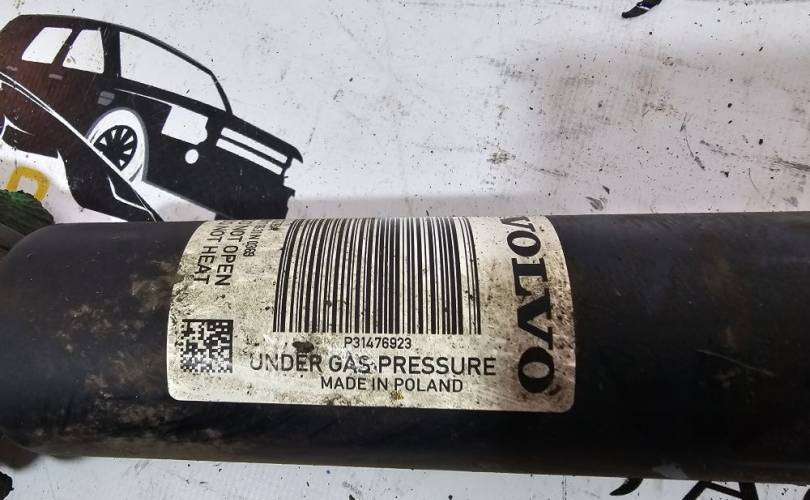 VOLVO
P31476923
UNDER GAS PRESSURE
MADE IN POLAND
NOT OPEN
NOT HEAT